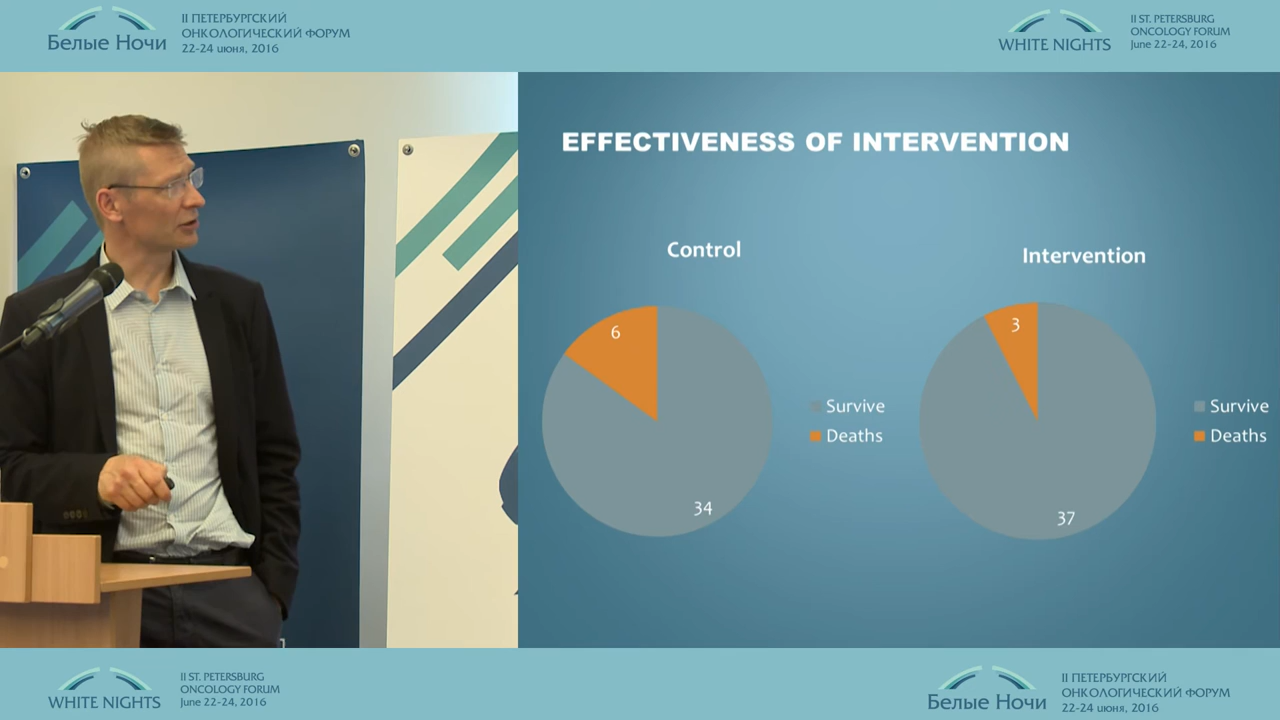 Белые Ночи
II ПЕТЕРБУРГСКИЙ
ОНКОЛОГИЧЕСКИЙ ФОРУМ
22-24 июня, 2016
WHITE NIGHTS
II ST. PETERSBURG
ONCOLOGY FORUM
June 22-24, 2016
EFFECTIVENESS OF INTERVENTION
Control
6
34
Survive
Deaths
Intervention
3
37
Survive
Deaths
WHITE NIGHTS
II ST. PETERSBURG
ONCOLOGY FORUM
June 22-24, 2016
Белые Ночи
II ПЕТЕРБУРГСКИЙ
ОНКОЛОГИЧЕСКИЙ ФОРУМ
22-24 июня, 2016